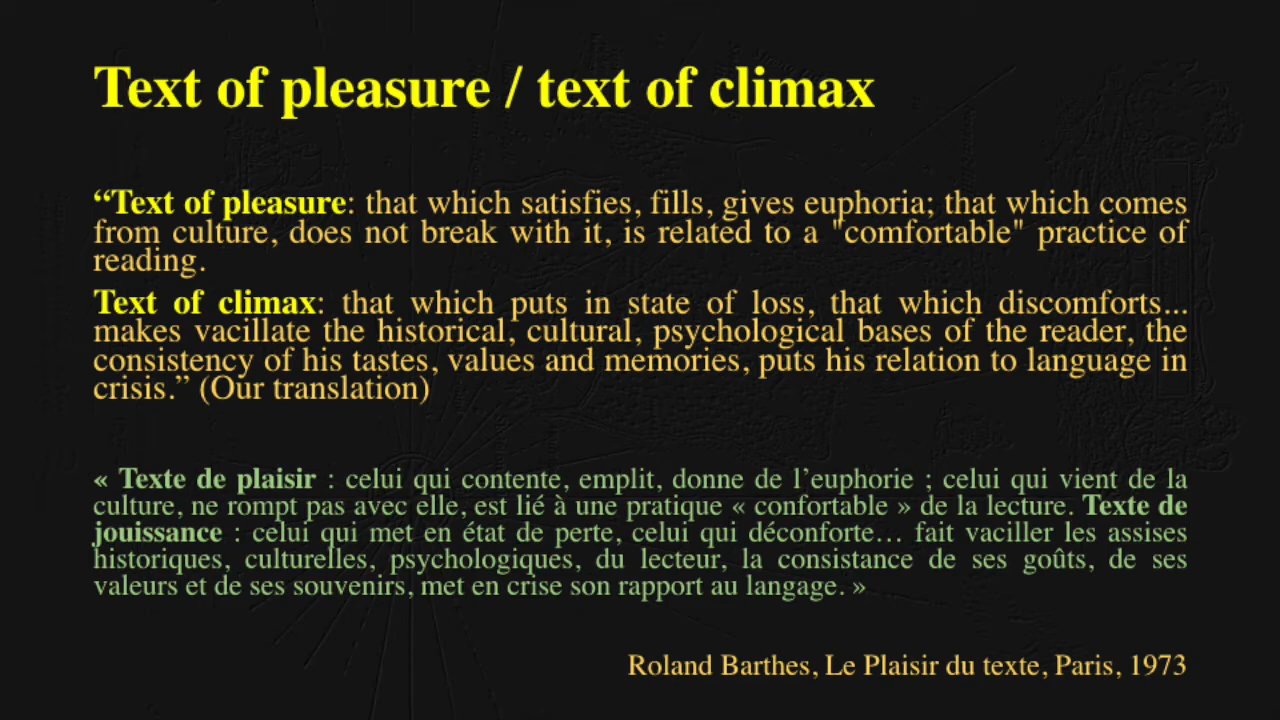 Text of pleasure / text of climax
“Text of pleasure: that which satisfies, fills, gives euphoria; that which comes
from culture, does not break with it, is related to a "comfortable" practice of
reading.
Text of climax: that which puts in state of loss, that which discomforts...
makes vacillate the historical, cultural, psychological bases of the reader, the
consistency of his tastes, values and memories, puts his relation to language in
crisis.” (Our translation)
« Texte de plaisir : celui qui contente, emplit, donne de l’euphorie ; celui qui vient de la
culture, ne rompt pas avec elle, est lié à une pratique « confortable » de la lecture. Texte de
jouissance : celui qui met en état de perte, celui qui déconforte… fait vaciller les assises
historiques, culturelles, psychologiques, du lecteur, la consistance de ses goûts, de ses
valeurs et de ses souvenirs, met en crise son rapport au langage. »
Roland Barthes, Le Plaisir du texte, Paris, 1973